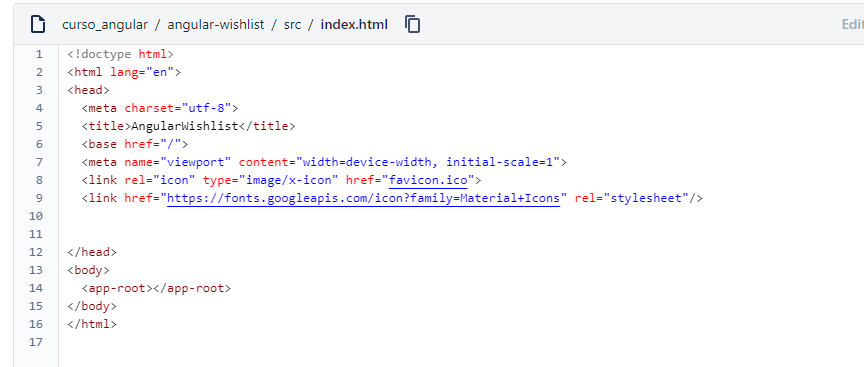 curso_angular / angular-wishlist / src / index.html Edi
1 <!doctype html>
2 <html lang="en">
3 <head>
4 <meta charset="utf-8">
5 <title>AngularWishlist</title>
6 <base href="/">
7 <meta name="viewport" content="width=device-width, initial-scale=1">
8 <link rel="icon" type="image/x-icon" href="favicon.ico">
9 <link href="https://fonts.googleapis.com/icon?family=Material+Icons" rel="stylesheet"/>
10
11
12 </head>
13 <body>
14 <app-root></app-root>
15 </body>
16 </html>
17